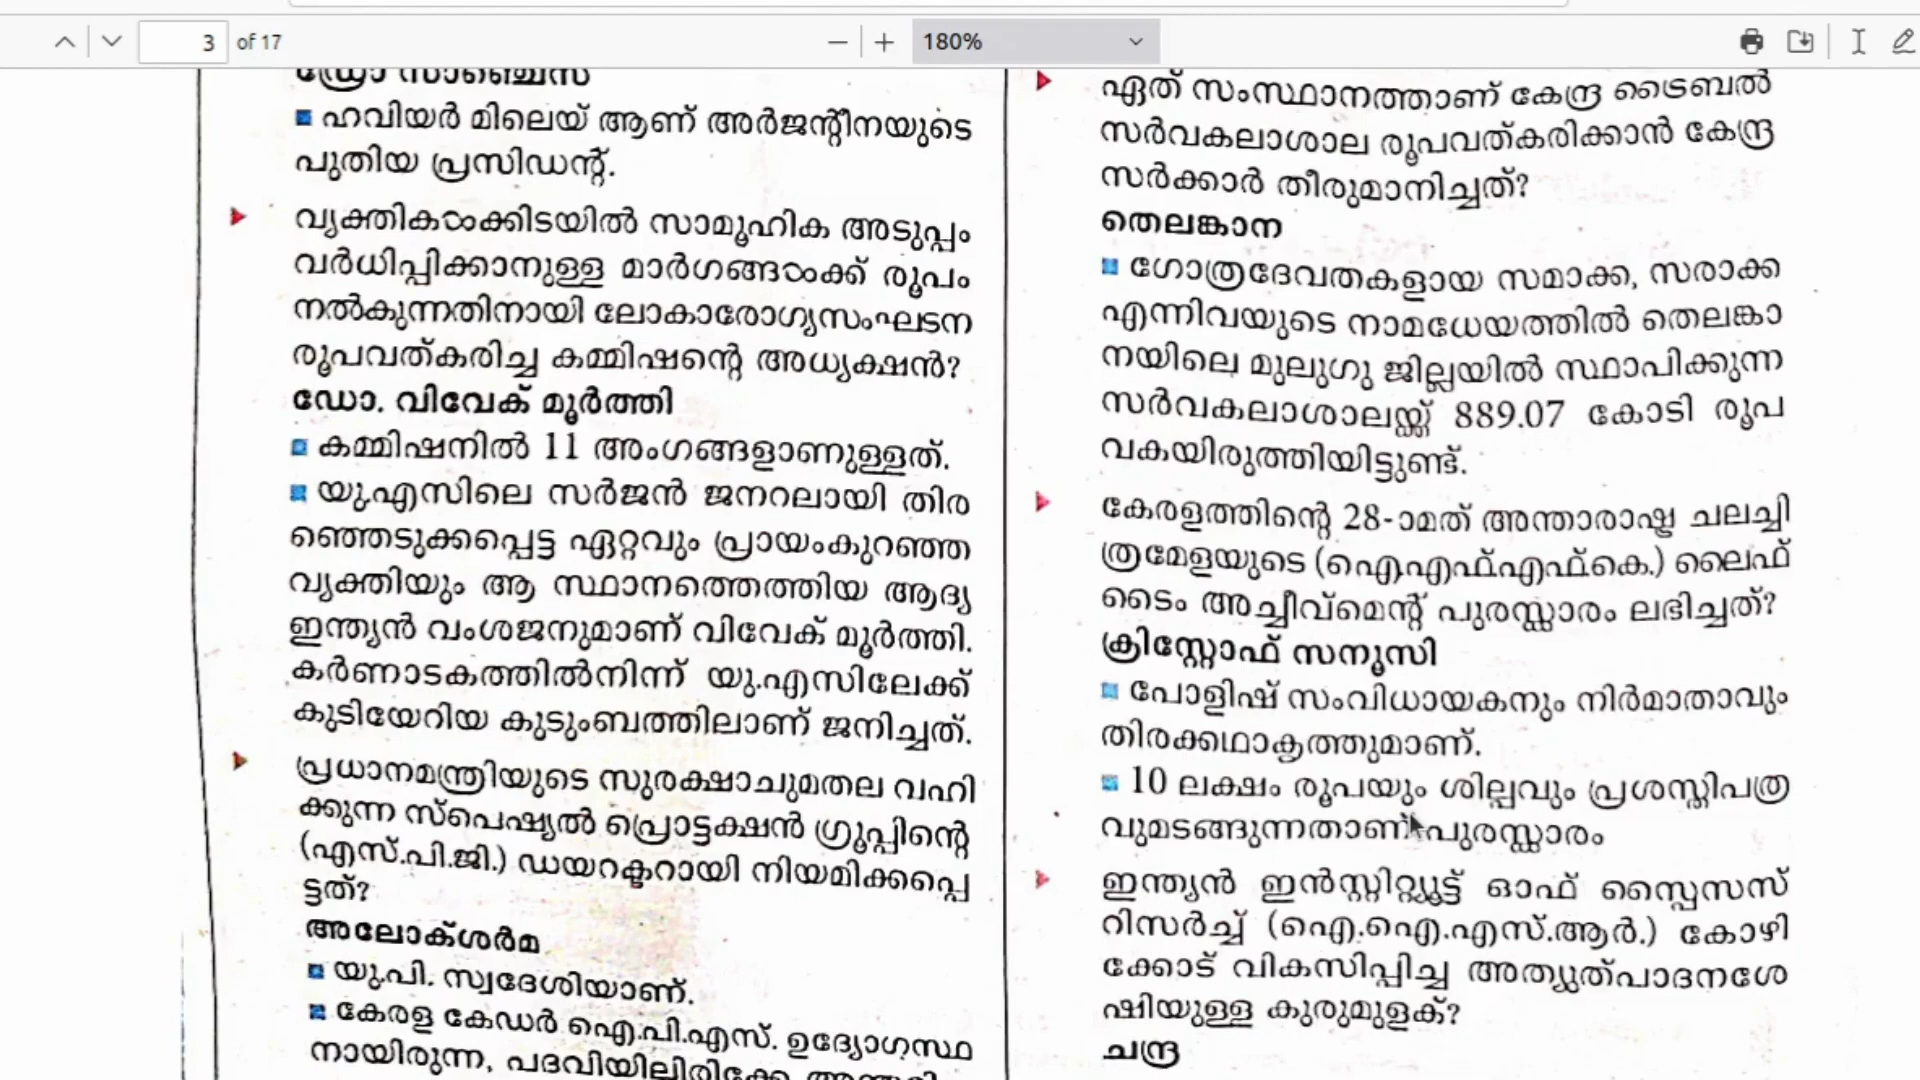 3 of 17
180%
ഡ്രോ സാഞ്ചെസ്
ഹവിയർ മിലെയ് ആണ് അർജന്റീനയുടെ
പുതിയ പ്രസിഡന്റ്.
വ്യക്തികൾക്കിടയിൽ സാമൂഹിക അടുപ്പം
വർധിപ്പിക്കാനുള്ള മാർഗങ്ങൾക്ക് രൂപം
നൽകുന്നതിനായി ലോകാരോഗ്യസംഘടന
രൂപവത്കരിച്ച കമ്മിഷന്റെ അധ്യക്ഷൻ?
ഡോ. വിവേക് മൂർത്തി
കമ്മിഷനിൽ 11 അംഗങ്ങളാണുള്ളത്.
യു.എസിലെ സർജൻ ജനറലായി തിര
ഞ്ഞെടുക്കപ്പെട്ട ഏറ്റവും പ്രായംകുറഞ്ഞ
വ്യക്തിയും ആ സ്ഥാനത്തെത്തിയ ആദ്യ
ഇന്ത്യൻ വംശജനുമാണ് വിവേക് മൂർത്തി.
കർണാടകത്തിൽനിന്ന് യു.എസിലേക്ക്
കുടിയേറിയ കുടുംബത്തിലാണ് ജനിച്ചത്.
പ്രധാനമന്ത്രിയുടെ സുരക്ഷാചുമതല വഹി
ക്കുന്ന സ്പെഷ്യൽ പ്രൊട്ടക്ഷൻ ഗ്രൂപ്പിന്റെ
(എസ്.പി.ജി.) ഡയറക്ടറായി നിയമിക്കപ്പെ
ട്ടത്?
അലോക്ശർമ
യു.പി. സ്വദേശിയാണ്.
കേരള കേഡർ ഐ.പി.എസ്. ഉദ്യോഗസ്ഥ
നായിരുന്ന, പദവിയിലിരിക്കേ
ഏത് സംസ്ഥാനത്താണ് കേന്ദ്ര ട്രൈബൽ
സർവകലാശാല രൂപവത്കരിക്കാൻ കേന്ദ്ര
സർക്കാർ തീരുമാനിച്ചത്?
തെലങ്കാന
ഗോത്രദേവതകളായ സമാക്ക, സരാക്ക
എന്നിവയുടെ നാമധേയത്തിൽ തെലങ്കാ
നയിലെ മുലുഗു ജില്ലയിൽ സ്ഥാപിക്കുന്ന
സർവകലാശാലയ്ക്ക് 889.07 കോടി രൂപ
വകയിരുത്തിയിട്ടുണ്ട്.
കേരളത്തിന്റെ 28-ാമത് അന്താരാഷ്ട്ര ചലച്ചി
ത്രമേളയുടെ (ഐ.എഫ്.എഫ്.കെ.) ലൈഫ്
ടൈം അച്ചീവ്മെന്റ് പുരസ്കാരം ലഭിച്ചത്?
ക്രിസ്റ്റോഫ് സനൂസി
പോളിഷ് സംവിധായകനും നിർമാതാവും
തിരക്കഥാകൃത്തുമാണ്.
10 ലക്ഷം രൂപയും ശില്പവും പ്രശസ്തിപത്ര
വുമടങ്ങുന്നതാണ് പുരസ്കാരം
ഇന്ത്യൻ ഇൻസ്റ്റിറ്റ്യൂട്ട് ഓഫ് സ്പൈസസ്
റിസർച്ച് (ഐ.ഐ.എസ്.ആർ.) കോഴി
ക്കോട് വികസിപ്പിച്ച അത്യുത്പാദനശേ
ഷിയുള്ള കുരുമുളക്?
ചന്ദ്ര